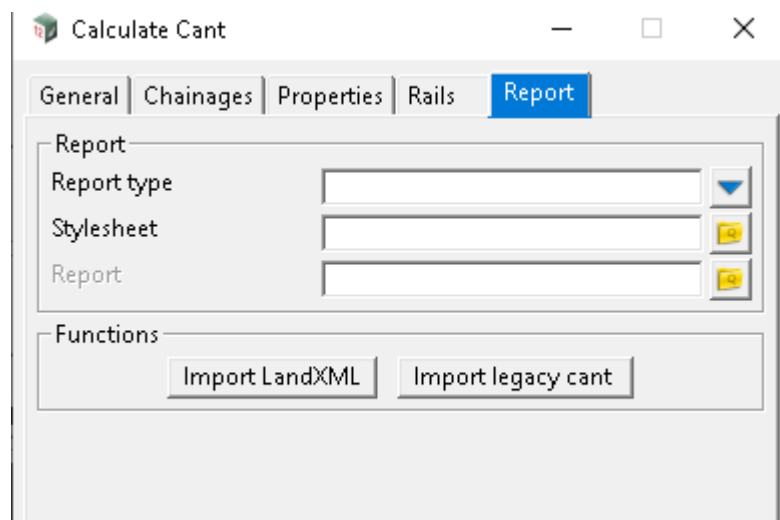 Calculate Cant
General Chainages Properties Rails Report
Report
Report type
Stylesheet
Report
Functions
Import LandXML Import legacy cant